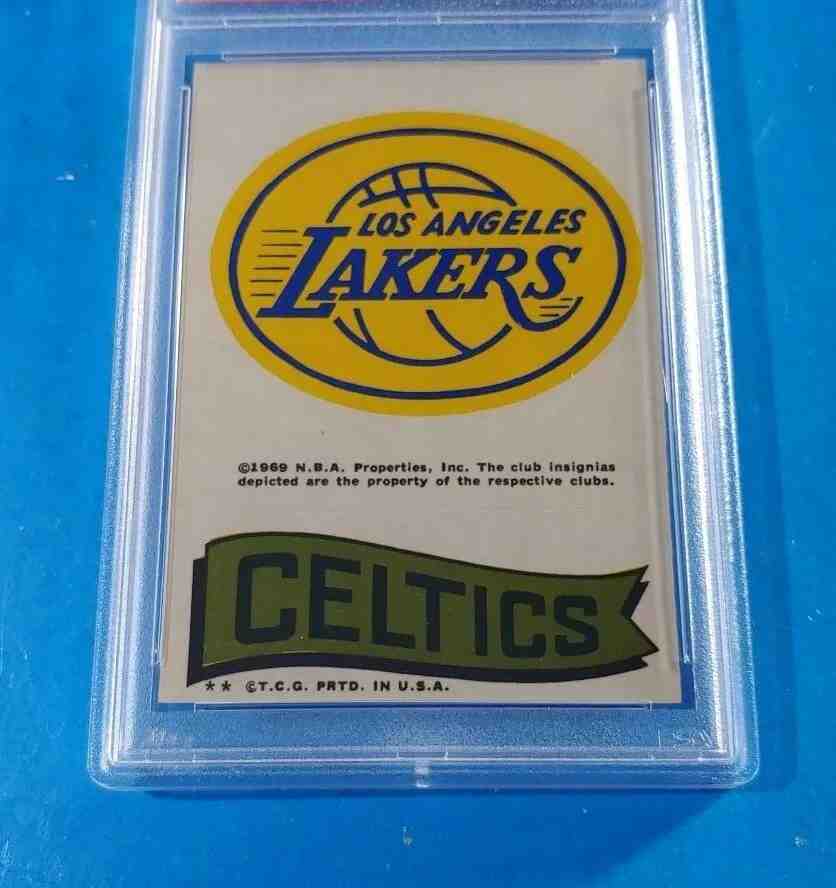 LOS ANGELES
LAKERS
©1969 N.B.A. Properties, Inc. The club insignias
depicted are the property of the respective clubs.
CELTICS
** ©T.C.G. PRTD. IN U.S.A.